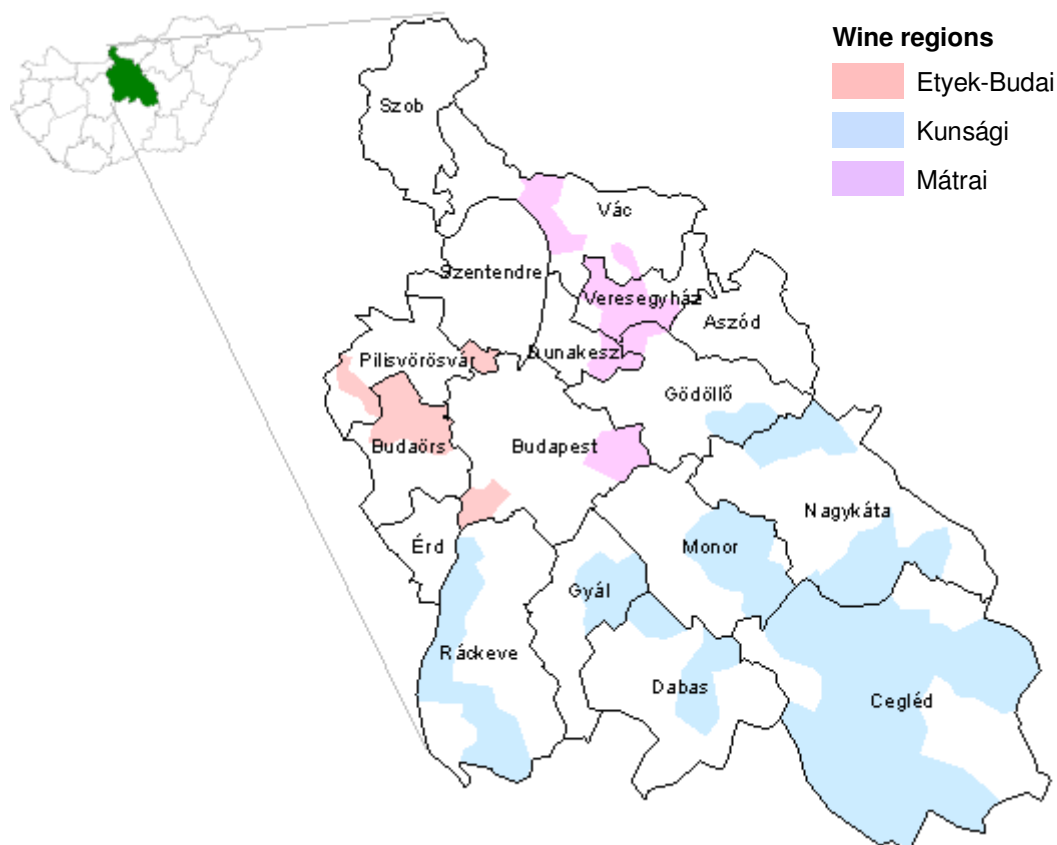 Wine regions
Etyek-Budai
Kunsági
Mátrai
Szob
Vác
Szentendre
Veresegyház
Aszód
Dunakeszi
Pilisvörösvár
Gödöllő
Budaörs
Budapest
Nagykáta
Érd
Monor
Gyál
Ráckeve
Dabas
Cegléd